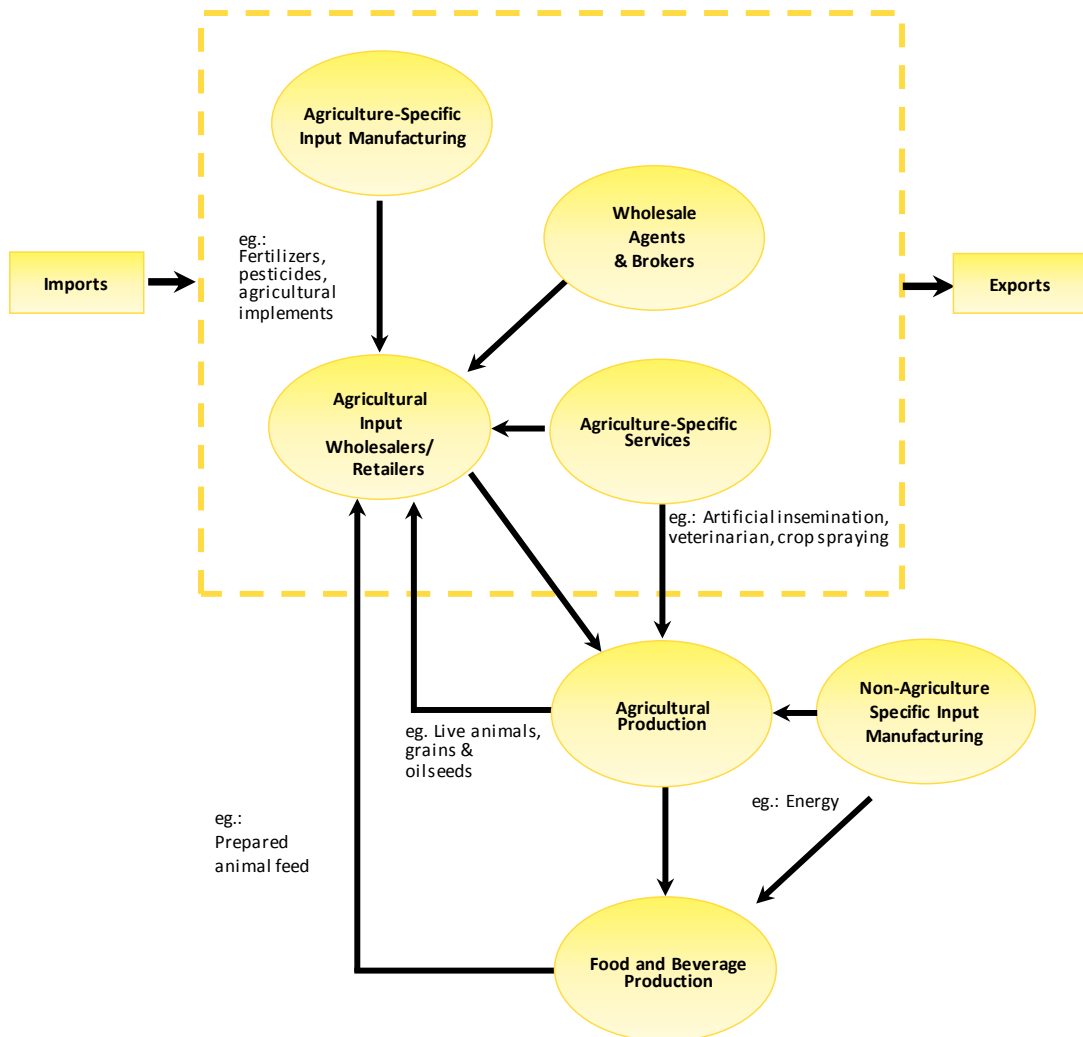 Agriculture-Specific
Input Manufacturing
Wholesale
Agents
& Brokers
eg.:
Fertilizers,
pesticides,
agricultural
implements
Imports
Exports
Agricultural
Input
Wholesalers/
Retailers
Agriculture-Specific
Services
eg.: Artificial insemination,
veterinarian, crop spraying
Agricultural
Production
Non-Agriculture
Specific Input
Manufacturing
eg. Live animals,
grains &
oilseeds
eg.: Energy
eg.:
Prepared
animal feed
Food and Beverage
Production